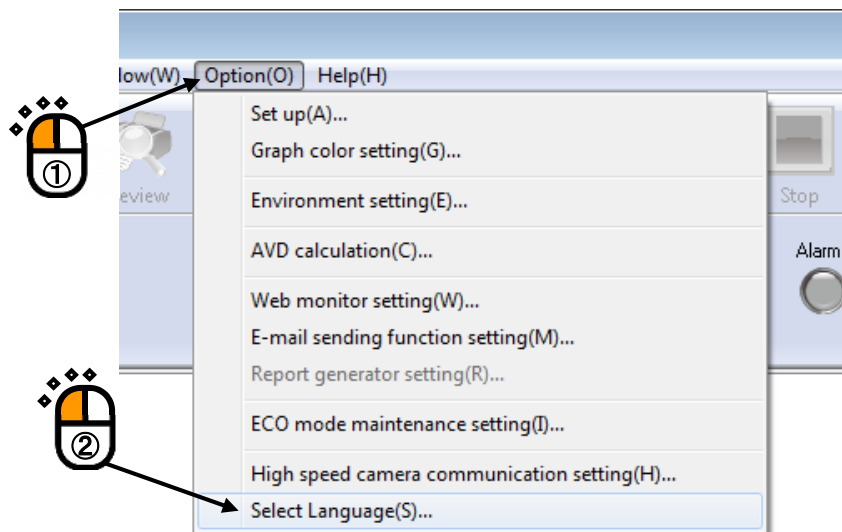 low(W) Option(O) Help(H)
Set up(A)...
①
Graph color setting(G)...
eview
Environment setting(E)...
Stop
AVD calculation(C)...
Alarm
Web monitor setting(W)...
E-mail sending function setting(M)...
Report generator setting(R)...
ECO mode maintenance setting(I)...
②
High speed camera communication setting(H)...
Select Language(S)...